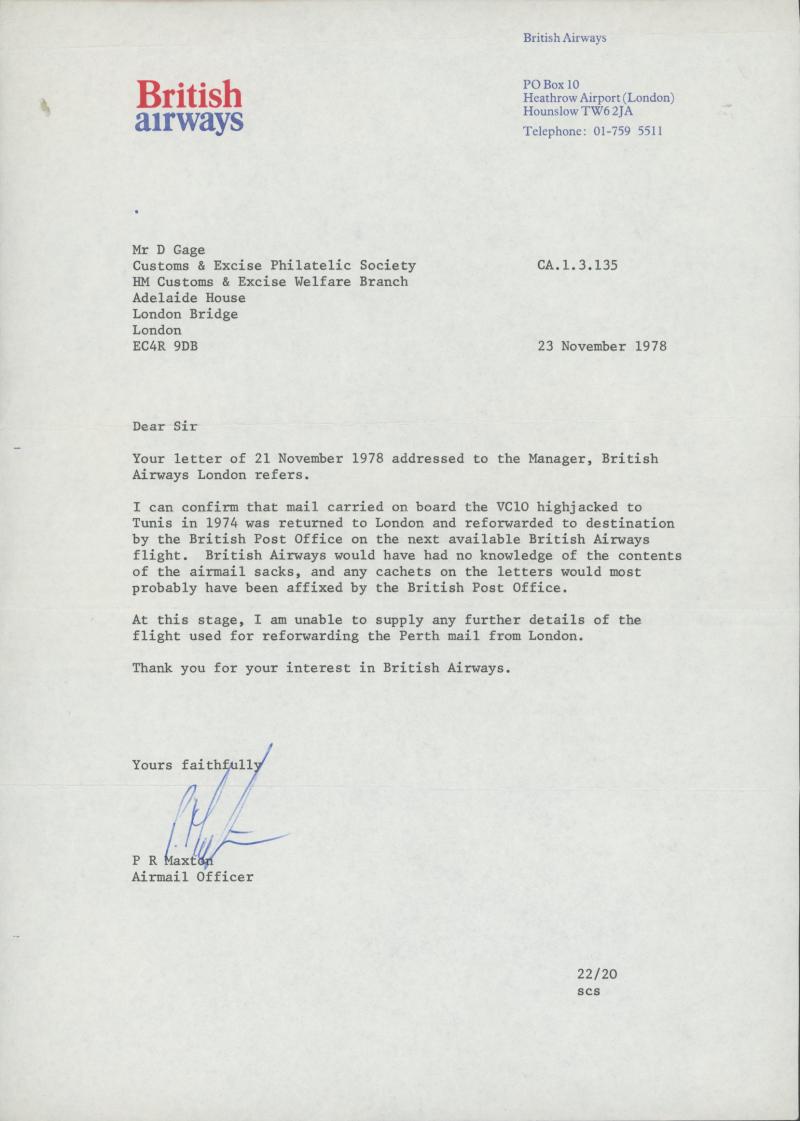 British Airways
British
airways
PO Box 10
Heathrow Airport (London)
Hounslow TW6 2JA
Telephone: 01-759 5511
Mr D Gage
Customs & Excise Philatelic Society
CA.1.3.135
HM Customs & Excise Welfare Branch
Adelaide House
London Bridge
London
EC4R 9DB
23 November 1978
Dear Sir
Your letter of 21 November 1978 addressed to the Manager, British
Airways London refers.
I can confirm that mail carried on board the VC10 highjacked to
Tunis in 1974 was returned to London and reforwarded to destination
by the British Post Office on the next available British Airways
flight. British Airways would have had no knowledge of the contents
of the airmail sacks, and any cachets on the letters would most
probably have been affixed by the British Post Office.
At this stage, I am unable to supply any further details of the
flight used for reforwarding the Perth mail from London.
Thank you for your interest in British Airways.
Yours faithfully
P R Maxton
Airmail Officer
22/20
scs